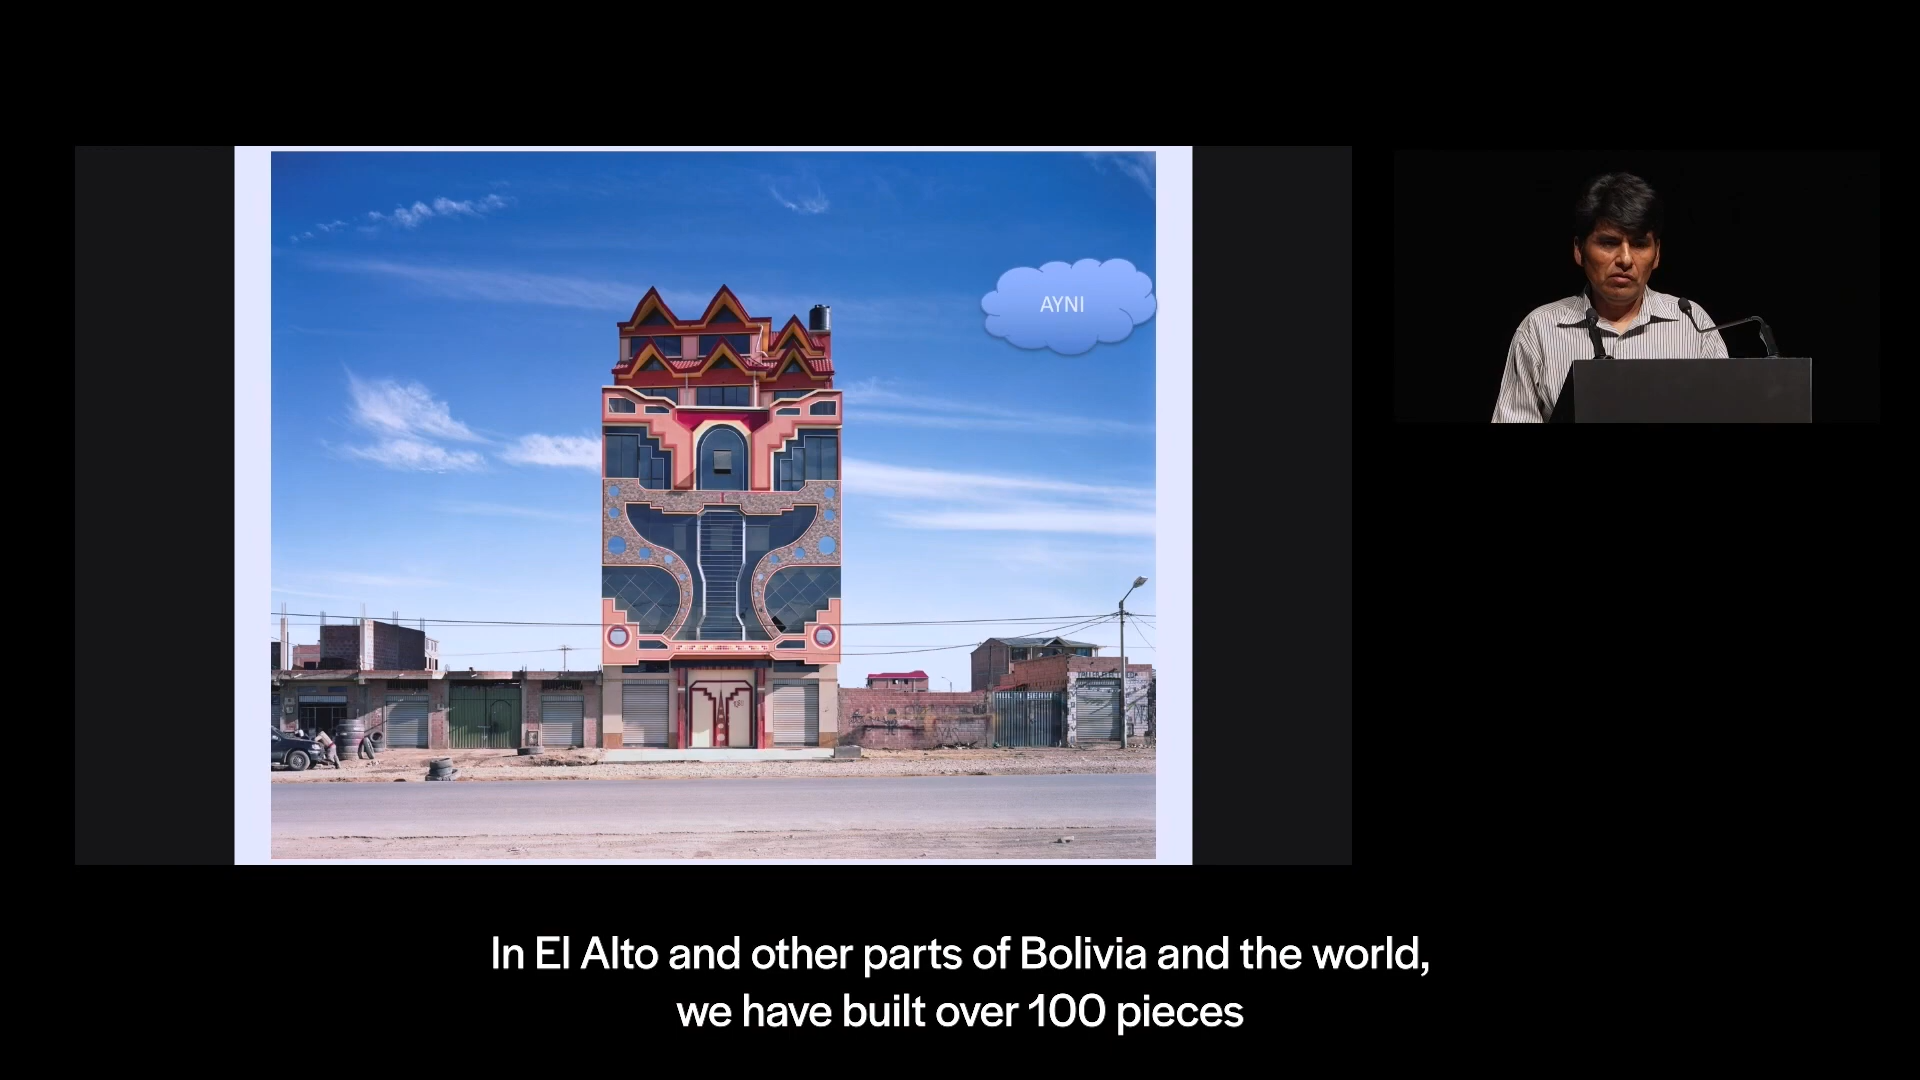 AYNI
In El Alto and other parts of Bolivia and the world,
we have built over 100 pieces